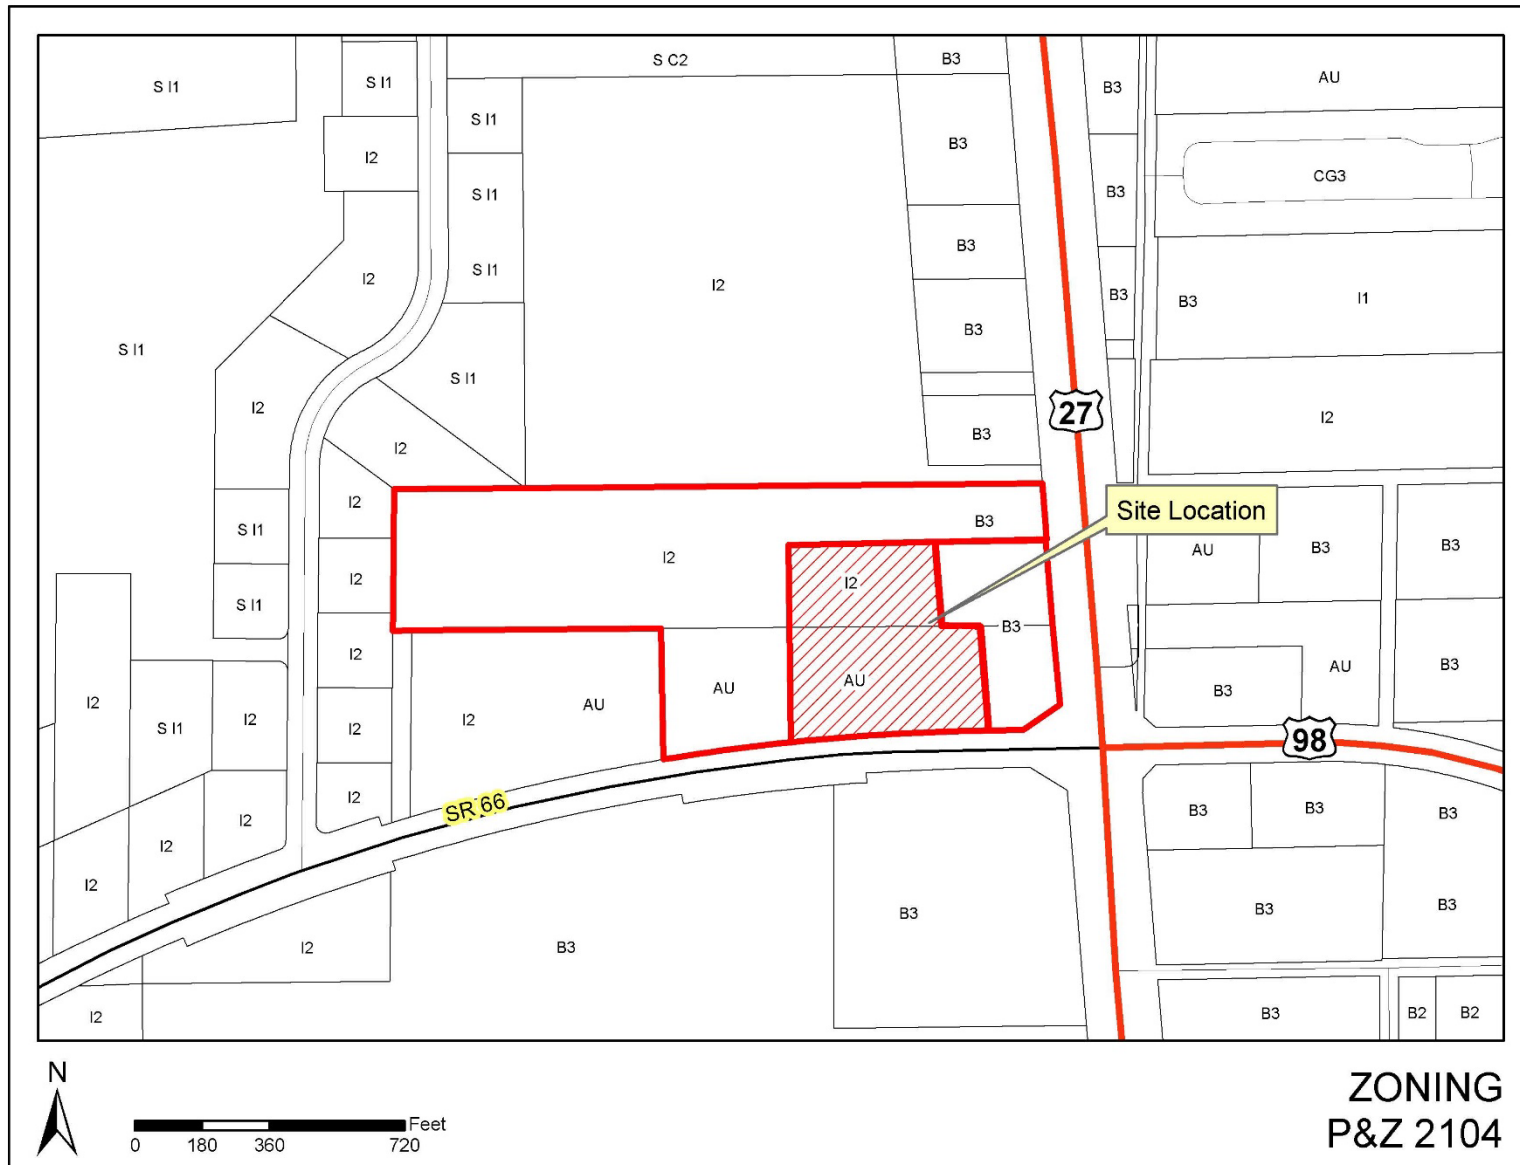 S C2
B3
S I1
S I1
B3
AU
S I1
B3
I2
B3
CG3
S I1
B3
B3
I2
S I1
I2
B3
B3
I1
B3
S I1
S I1
I2
27
I2
B3
I2
I2
B3
Site Location
S I1
B3
AU
B3
I2
I2
I2
S I1
B3
I2
B3
AU
AU
AU
B3
I2
AU
I2
S I1
I2
I2
I2
98
I2
SR 66
B3
B3
B3
I2
I2
I2
B3
B3
B3
I2
B3
I2
B3
B2
B2
N
Feet
0 180 360 720
ZONING
P&Z 2104